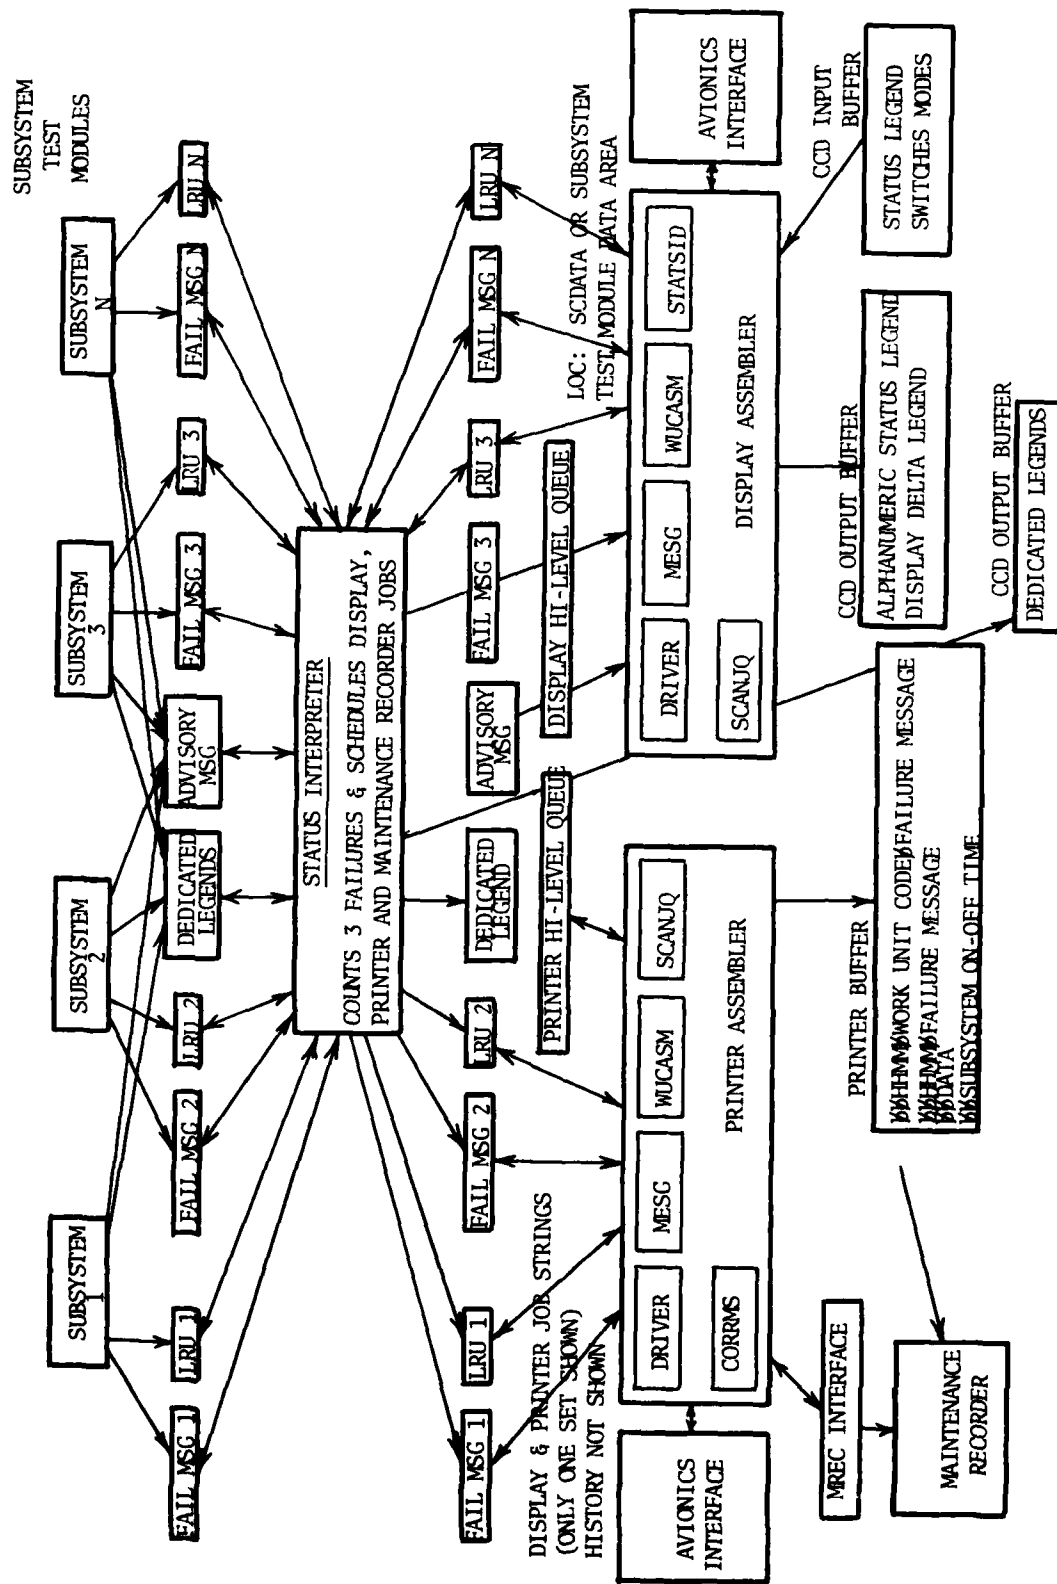 SUBSYSTEM
TEST
MODULES
SUBSYSTEM
1
SUBSYSTEM
2
SUBSYSTEM
3
SUBSYSTEM
N
FAIL MSG 1
LRU 1
FAIL MSG 2
LRU 2
DEDICATED
LEGENDS
ADVISORY
MSG
FAIL MSG 3
LRU 3
FAIL MSG N
LRU N
STATUS INTERPRETER
COUNTS 3 FAILURES & SCHEDULES DISPLAY,
PRINTER AND MAINTENANCE RECORDER JOBS
FAIL MSG 1
LRU 1
FAIL MSG 2
LRU 2
DEDICATED
LEGEND
ADVISORY
MSG
FAIL MSG 3
LRU 3
FAIL MSG N
LRU N
DISPLAY & PRINTER JOB STRINGS
(ONLY ONE SET SHOWN)
HISTORY NOT SHOWN
PRINTER HI-LEVEL QUEUE
DISPLAY HI-LEVEL QUEUE
LOC: SCDATA OR SUBSYSTEM
TEST MODULE DATA AREA
AVIONICS
INTERFACE
DRIVER
MESG
WUCASM
SCANJQ
CORRMS
PRINTER ASSEMBLER
DRIVER
MESG
WUCASM
STATSID
SCANJQ
DISPLAY ASSEMBLER
AVIONICS
INTERFACE
MREC INTERFACE
MAINTENANCE
RECORDER
PRINTER BUFFER
WORK UNIT CODE FAILURE MESSAGE
FAILURE MESSAGE
DATA
SUBSYSTEM ON-OFF TIME
CCD OUTPUT BUFFER
ALPHANUMERIC STATUS LEGEND
DISPLAY DELTA LEGEND
CCD OUTPUT BUFFER
DEDICATED LEGENDS
CCD INPUT
BUFFER
STATUS LEGEND
SWITCHES MODES